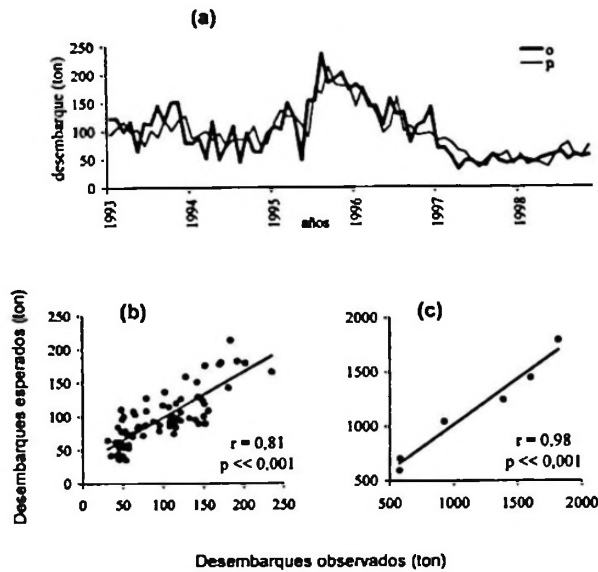 (a)
desembarque (ton)
250
200
150
100
50
0
o
p
1993
1994
1995
1996
1997
1998
años
Desembarques esperados (ton)
(b)
250
200
150
100
50
0
r = 0,81
p << 0,001
0 50 100 150 200 250
(c)
2000
1500
1000
500
r = 0,98
p << 0,001
500 1000 1500 2000
Desembarques observados (ton)